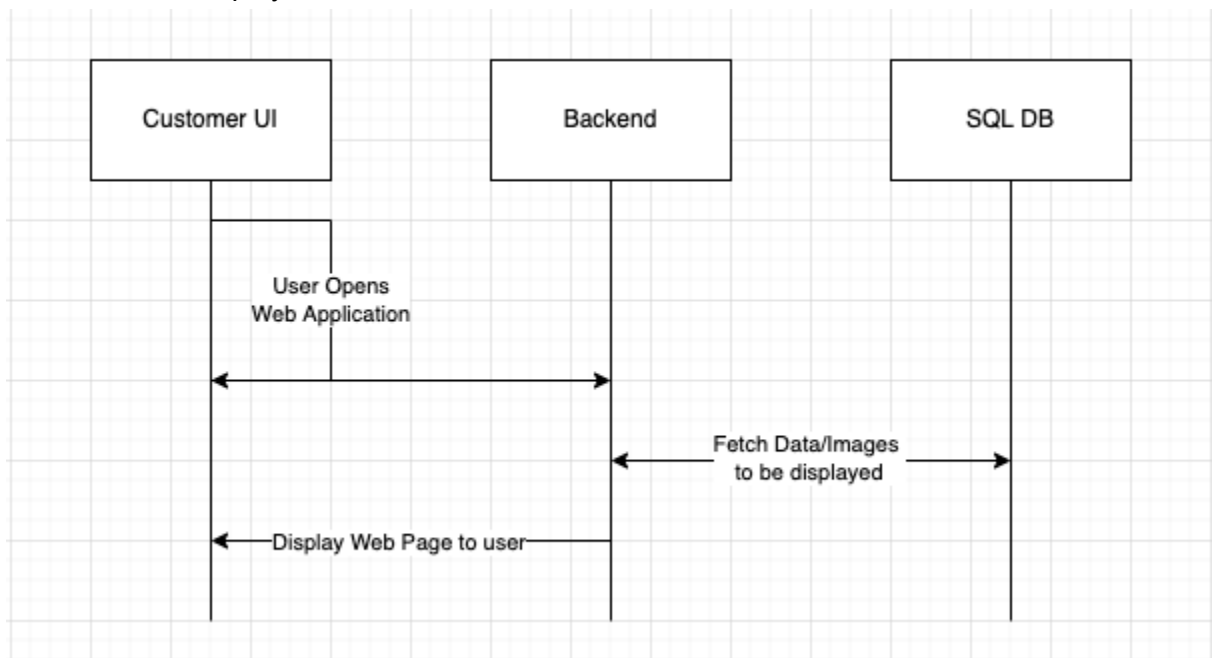 Customer UI
Backend
SQL DB
User Opens
Web Application
Fetch Data/Images
to be displayed
Display Web Page to user